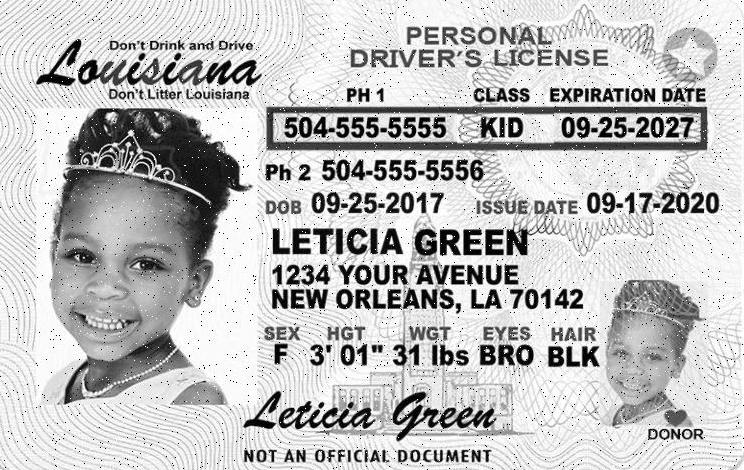 Don't Drink and Drive
Louisiana
Don't Litter Louisiana
PERSONAL
DRIVER'S LICENSE
PH 1 CLASS EXPIRATION DATE
504-555-5555 KID 09-25-2027
Ph 2 504-555-5556
DOB 09-25-2017 ISSUE DATE 09-17-2020
LETICIA GREEN
1234 YOUR AVENUE
NEW ORLEANS, LA 70142
SEX HGT WGT EYES HAIR
F 3' 01" 31 lbs BRO BLK
Leticia Green
DONOR
NOT AN OFFICIAL DOCUMENT